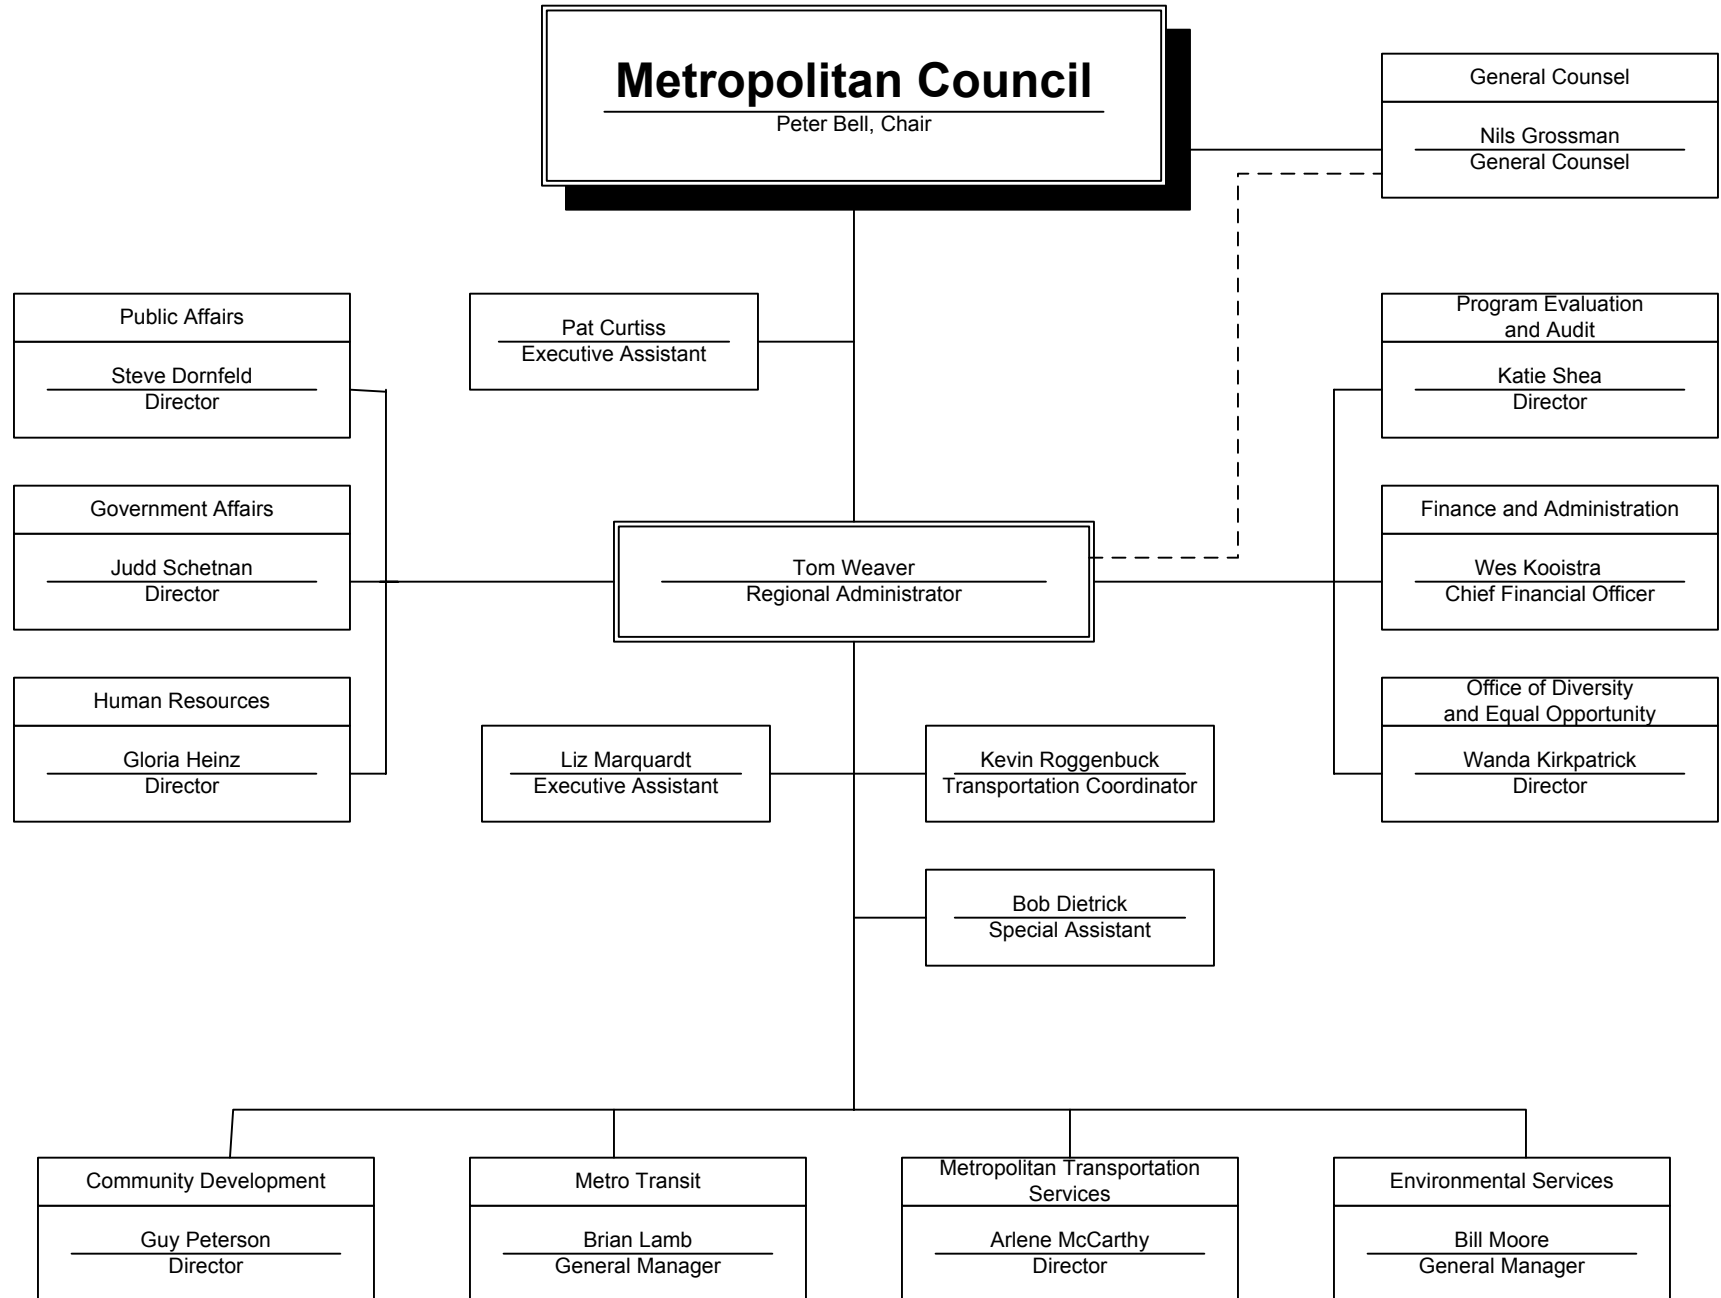 Metropolitan Council
Peter Bell, Chair
General Counsel
Nils Grossman
General Counsel
Public Affairs
Steve Dornfeld
Director
Pat Curtiss
Executive Assistant
Program Evaluation
and Audit
Katie Shea
Director
Government Affairs
Judd Schetnan
Director
Tom Weaver
Regional Administrator
Finance and Administration
Wes Kooistra
Chief Financial Officer
Human Resources
Gloria Heinz
Director
Liz Marquardt
Executive Assistant
Kevin Roggenbuck
Transportation Coordinator
Office of Diversity
and Equal Opportunity
Wanda Kirkpatrick
Director
Bob Dietrick
Special Assistant
Community Development
Guy Peterson
Director
Metro Transit
Brian Lamb
General Manager
Metropolitan Transportation
Services
Arlene McCarthy
Director
Environmental Services
Bill Moore
General Manager